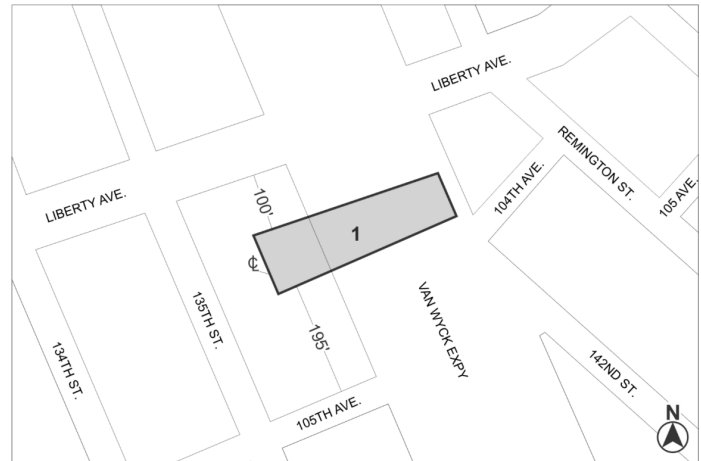 LIBERTY AVE.
REMINGTON ST.
104TH AVE.
105 AVE.
LIBERTY AVE.
100'
1
℄
135TH ST.
VAN WYCK EXPY
195'
134TH ST.
142ND ST.
105TH AVE.
N